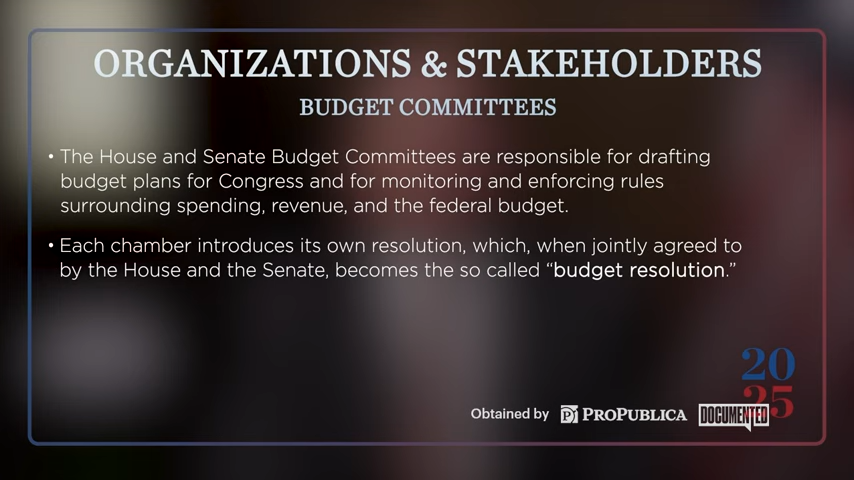 ORGANIZATIONS & STAKEHOLDERS
BUDGET COMMITTEES
• The House and Senate Budget Committees are responsible for drafting
budget plans for Congress and for monitoring and enforcing rules
surrounding spending, revenue, and the federal budget.
• Each chamber introduces its own resolution, which, when jointly agreed to
by the House and the Senate, becomes the so called “budget resolution.”
20
25
Obtained by PROPUBLICA DOCUMENTED